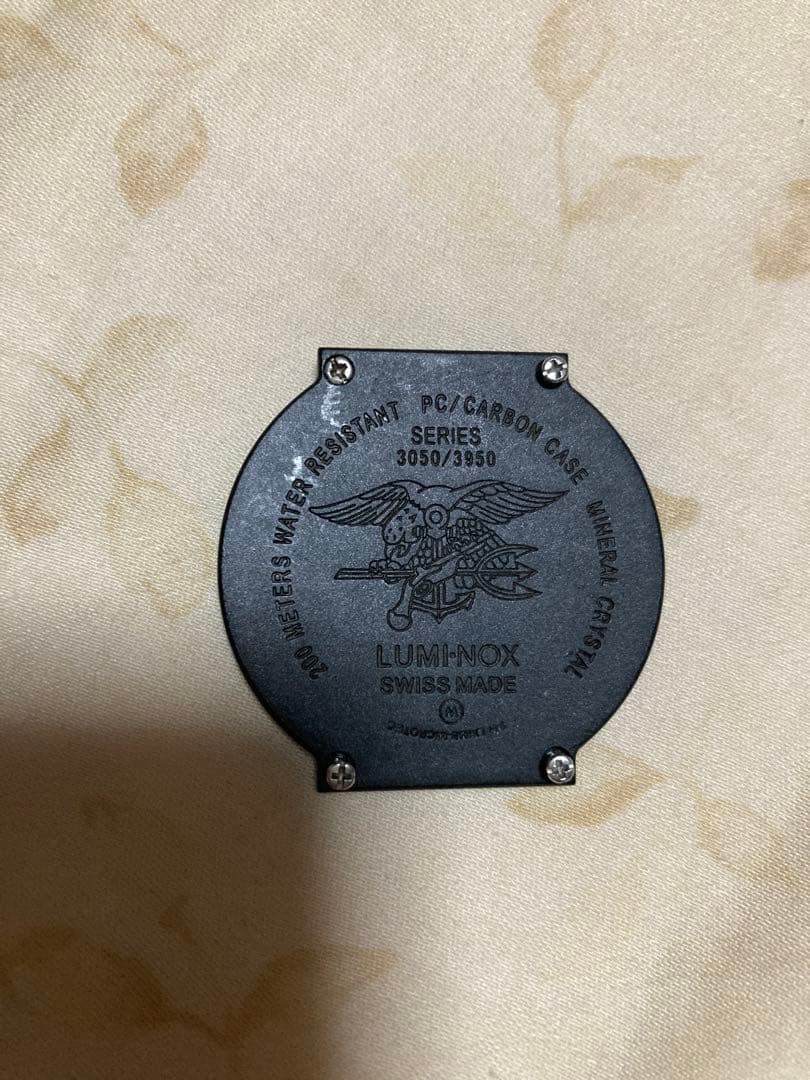 200 METERS WATER RESISTANT PC/CARBON CASE MINERAL CRYSTAL
SERIES
3050/3950
LUMI·NOX
SWISS MADE
M